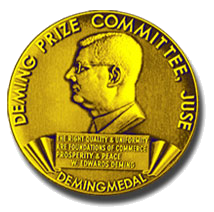 DEMING PRIZE COMMITTEE, JUSE
THE RIGHT QUALITY & UNIFORMITY
ARE FOUNDATIONS OF COMMERCE
PROSPERITY & PEACE
W. EDWARDS DEMING
DEMING MEDAL